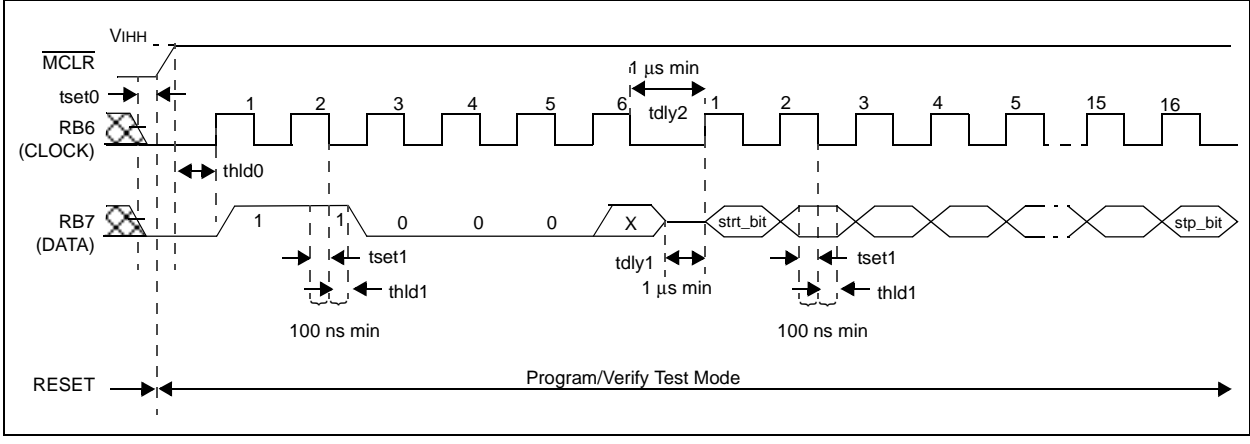 VIHH
MCLR
1 µs min
tset0
1 2 3 4 5 6 1 2 3 4 5 15 16
tdly2
RB6
(CLOCK)
thld0
RB7
(DATA)
1 1 0 0 0 X strt_bit stp_bit
tset1 tdly1 tset1
thld1 1 µs min thld1
100 ns min 100 ns min
RESET Program/Verify Test Mode